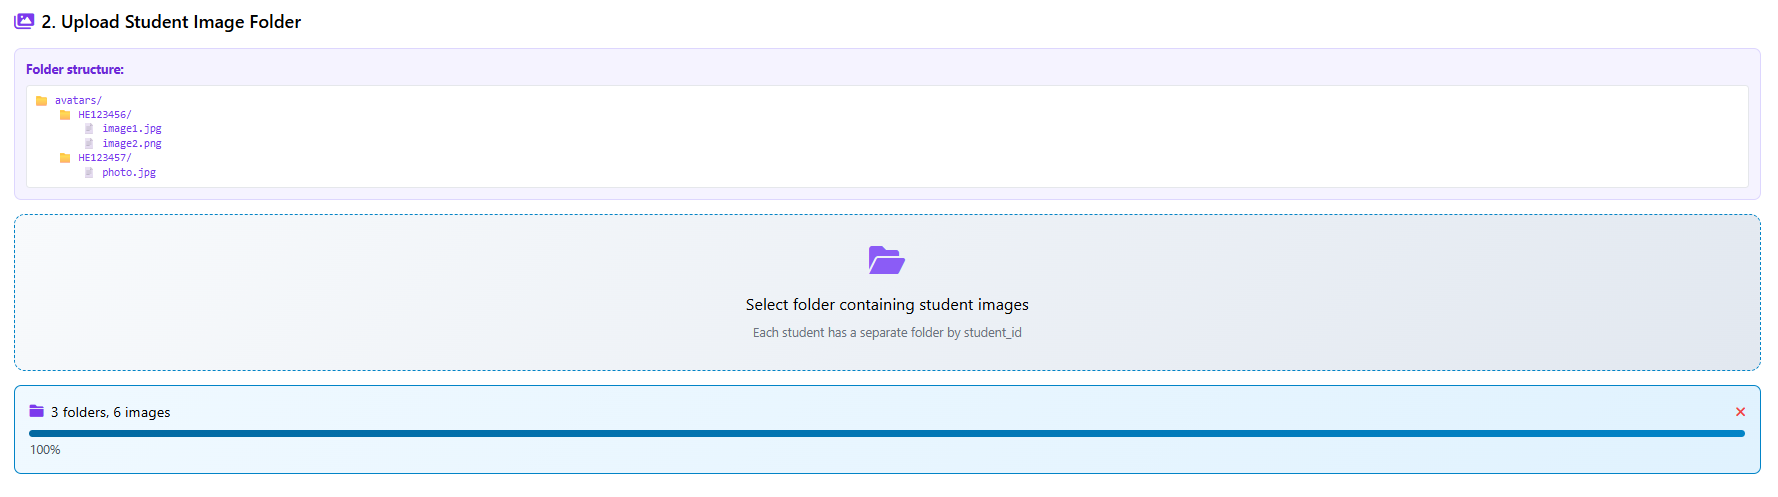 2. Upload Student Image Folder
Folder structure:
avatars/
HE123456/
image1.jpg
image2.png
HE123457/
photo.jpg
Select folder containing student images
Each student has a separate folder by student_id
3 folders, 6 images
100%